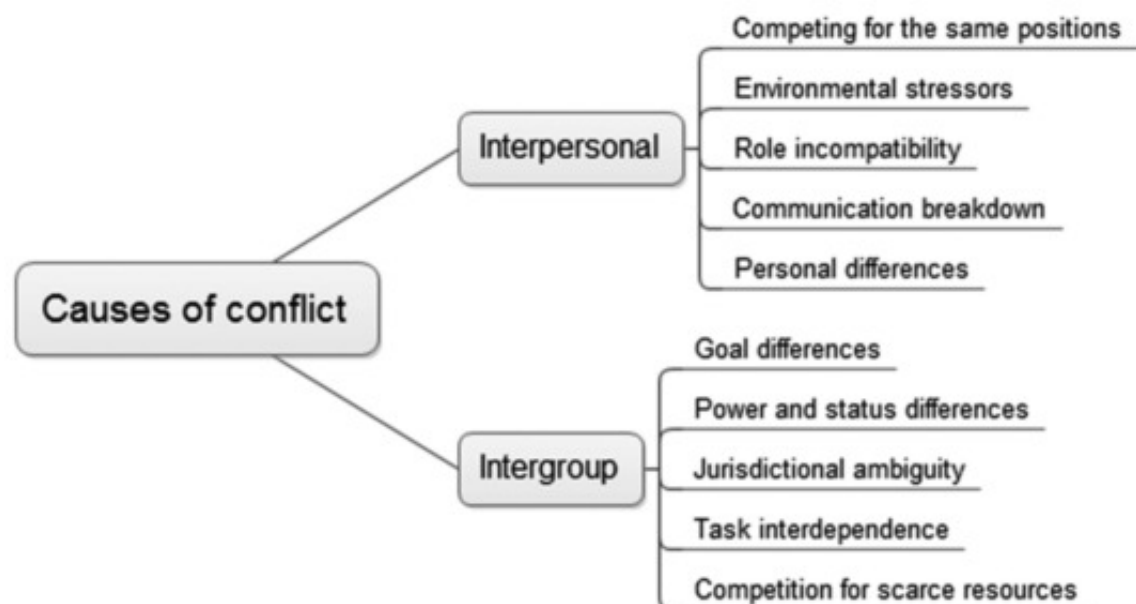 Causes of conflict
Interpersonal
Competing for the same positions
Environmental stressors
Role incompatibility
Communication breakdown
Personal differences
Intergroup
Goal differences
Power and status differences
Jurisdictional ambiguity
Task interdependence
Competition for scarce resources